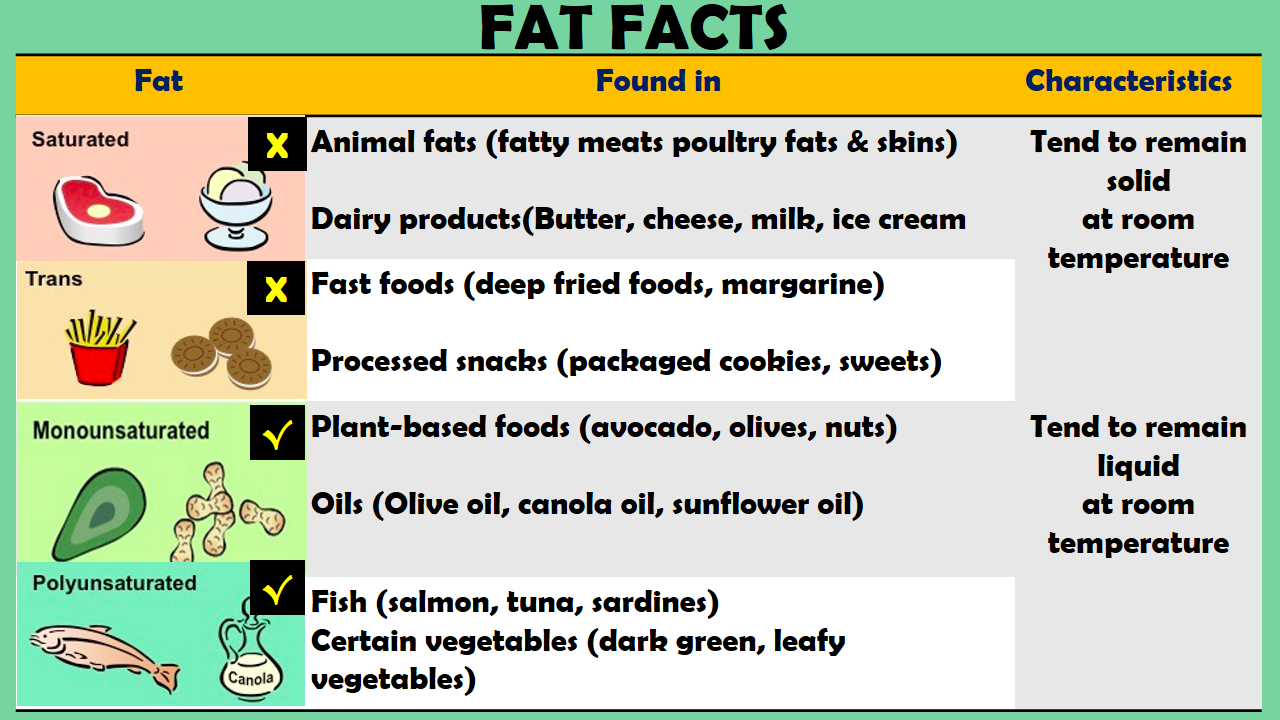 FAT FACTS
Fat
Found in
Characteristics
Saturated
X
Animal fats (fatty meats poultry fats & skins)
Dairy products(Butter, cheese, milk, ice cream
Tend to remain
solid
at room
temperature
Trans
X
Fast foods (deep fried foods, margarine)
Processed snacks (packaged cookies, sweets)
Monounsaturated
✓
Plant-based foods (avocado, olives, nuts)
Oils (Olive oil, canola oil, sunflower oil)
Tend to remain
liquid
at room
temperature
Polyunsaturated
✓
Canola
Fish (salmon, tuna, sardines)
Certain vegetables (dark green, leafy
vegetables)